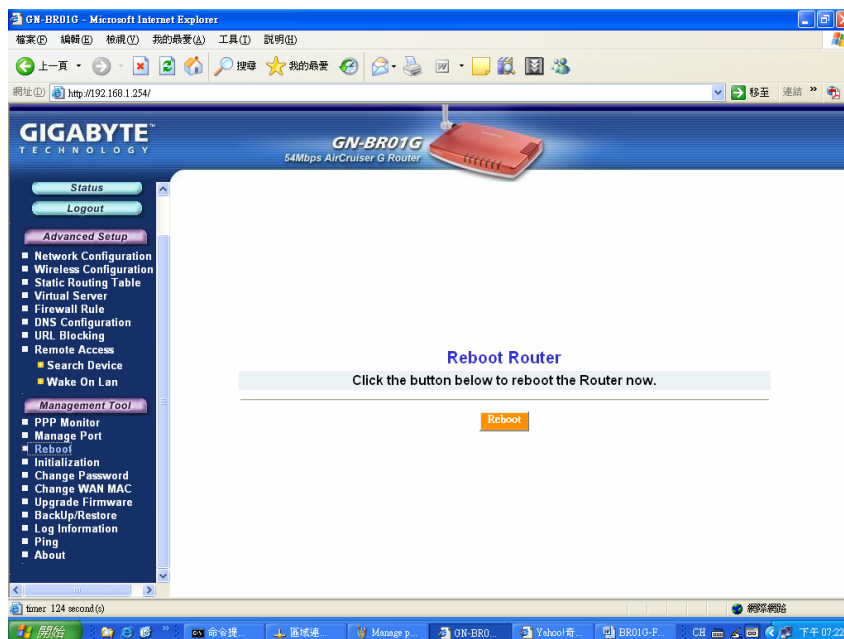 GN-BR01G - Microsoft Internet Explorer
檔案(F) 編輯(E) 檢視(V) 我的最愛(A) 工具(T) 說明(H)
上一頁 搜尋 我的最愛
網址(D) http://192.168.1.254/ 移至 連結 »
GIGABYTE™
TECHNOLOGY
GN-BR01G
54Mbps AirCruiser G Router
Status
Logout
Advanced Setup
Network Configuration
Wireless Configuration
Static Routing Table
Virtual Server
Firewall Rule
DNS Configuration
URL Blocking
Remote Access
Search Device
Wake On Lan
Management Tool
PPP Monitor
Manage Port
Reboot
Initialization
Change Password
Change WAN MAC
Upgrade Firmware
BackUp/Restore
Log Information
Ping
About
Reboot Router
Click the button below to reboot the Router now.
Reboot
timer 124 second(s) 網際網路
開始 » 命令提... 區域連... Manage p... GN-BR0... Yahoo!奇... BR01G-F... CH 下午 07:22